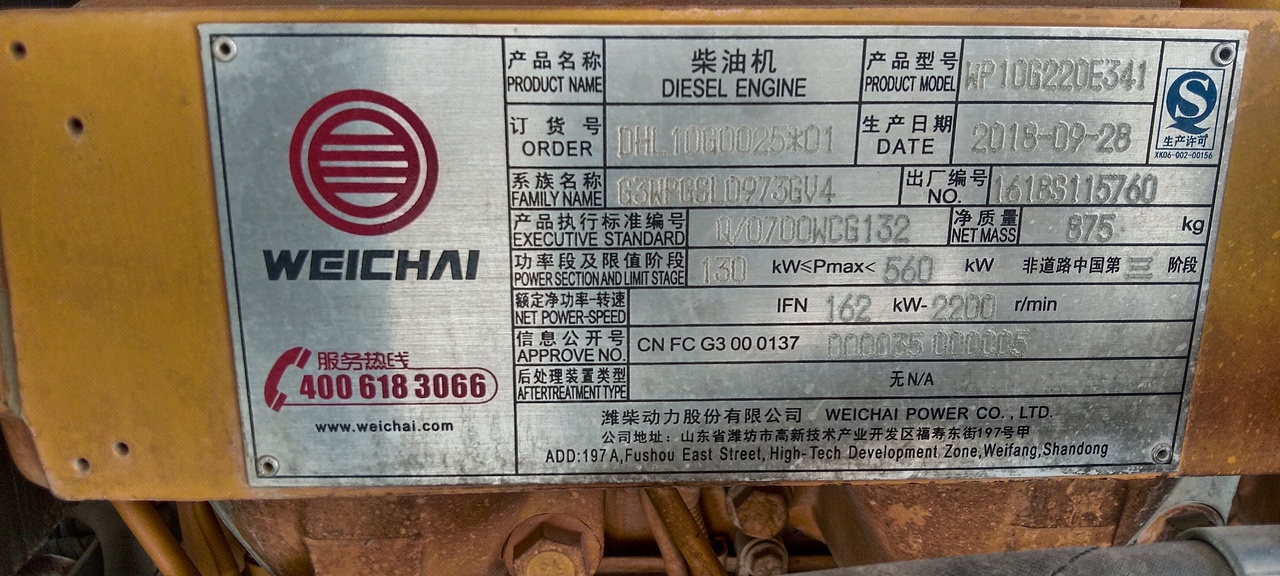 WEICHAI
服务热线
400 618 3066
www.weichai.com
产品名称 柴油机 产品型号 WP10G220E341
PRODUCT NAME DIESEL ENGINE PRODUCT MODEL
生产许可
XK06-002-00156
订货号 DHL10G0025*01 生产日期 2018-09-28
ORDER DATE
系族名称 G3WPG8L0973GV4 出厂编号 1618S115760
FAMILY NAME NO.
产品执行标准编号 Q/0700WCG132 净质量 875 kg
EXECUTIVE STANDARD NET MASS
功率段及限值阶段 130 kW≤Pmax< 560 kW 非道路中国第三阶段
POWER SECTION AND LIMIT STAGE
额定净功率-转速 IFN 162 kW-2200 r/min
NET POWER-SPEED
信息公开号 CN FC G3 00 0137 000035 000005
APPROVE NO.
后处理装置类型 无N/A
AFTERTREATMENT TYPE
潍柴动力股份有限公司 WEICHAI POWER CO., LTD.
公司地址：山东省潍坊市高新技术产业开发区福寿东街197号甲
ADD:197A,Fushou East Street, High-Tech Development Zone,Weifang,Shandong